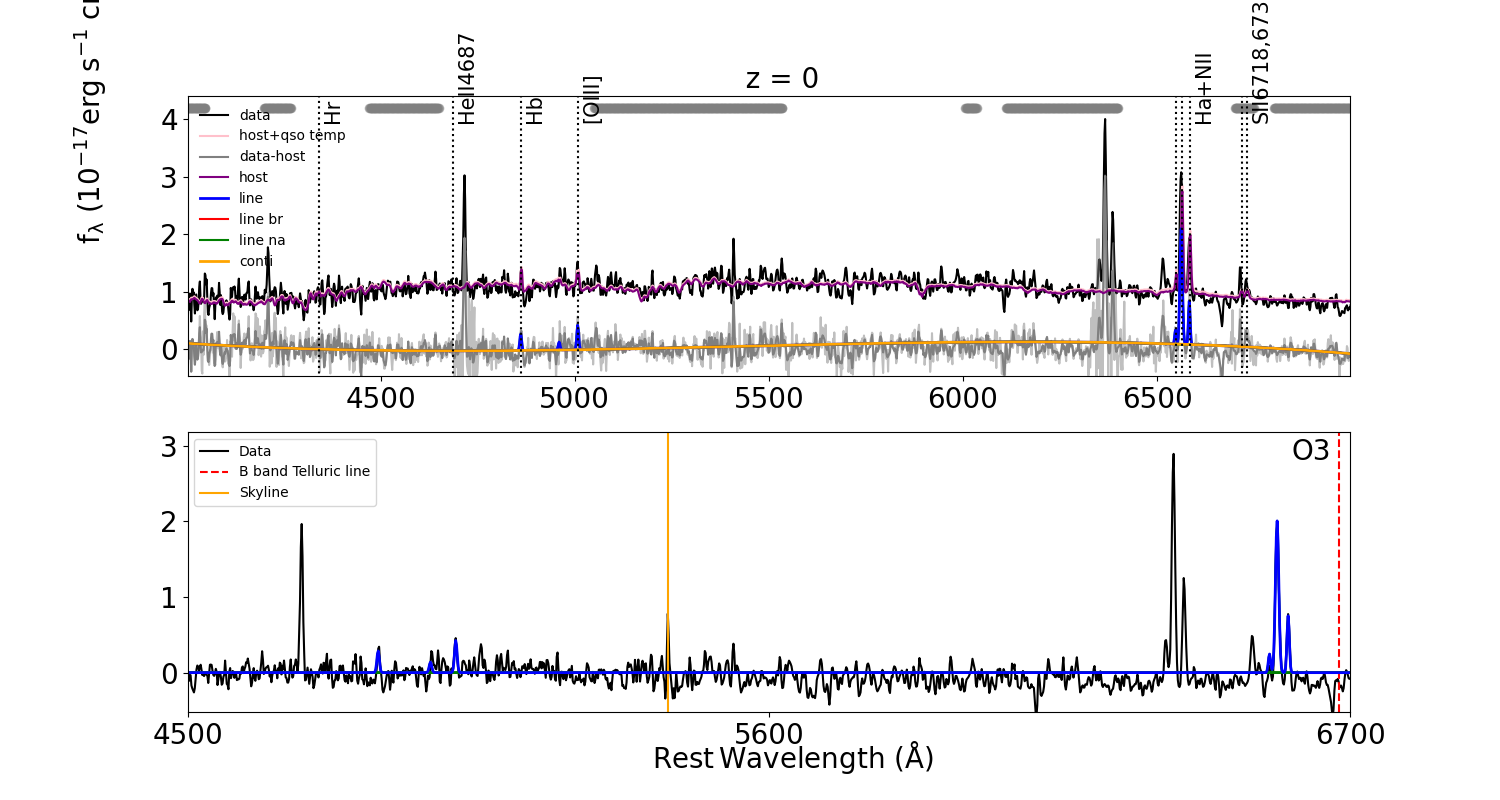 z = 0
fλ (10−17erg s−1 c
Hr
HeII4687
Hb
[OIII]
Ha+NII
SII6718,673
data
host+qso temp
data-host
host
line
line br
line na
conti
4
3
2
1
0
4500 5000 5500 6000 6500
O3
Data
B band Telluric line
Skyline
3
2
1
0
4500 5600 6700
Rest Wavelength (Å)